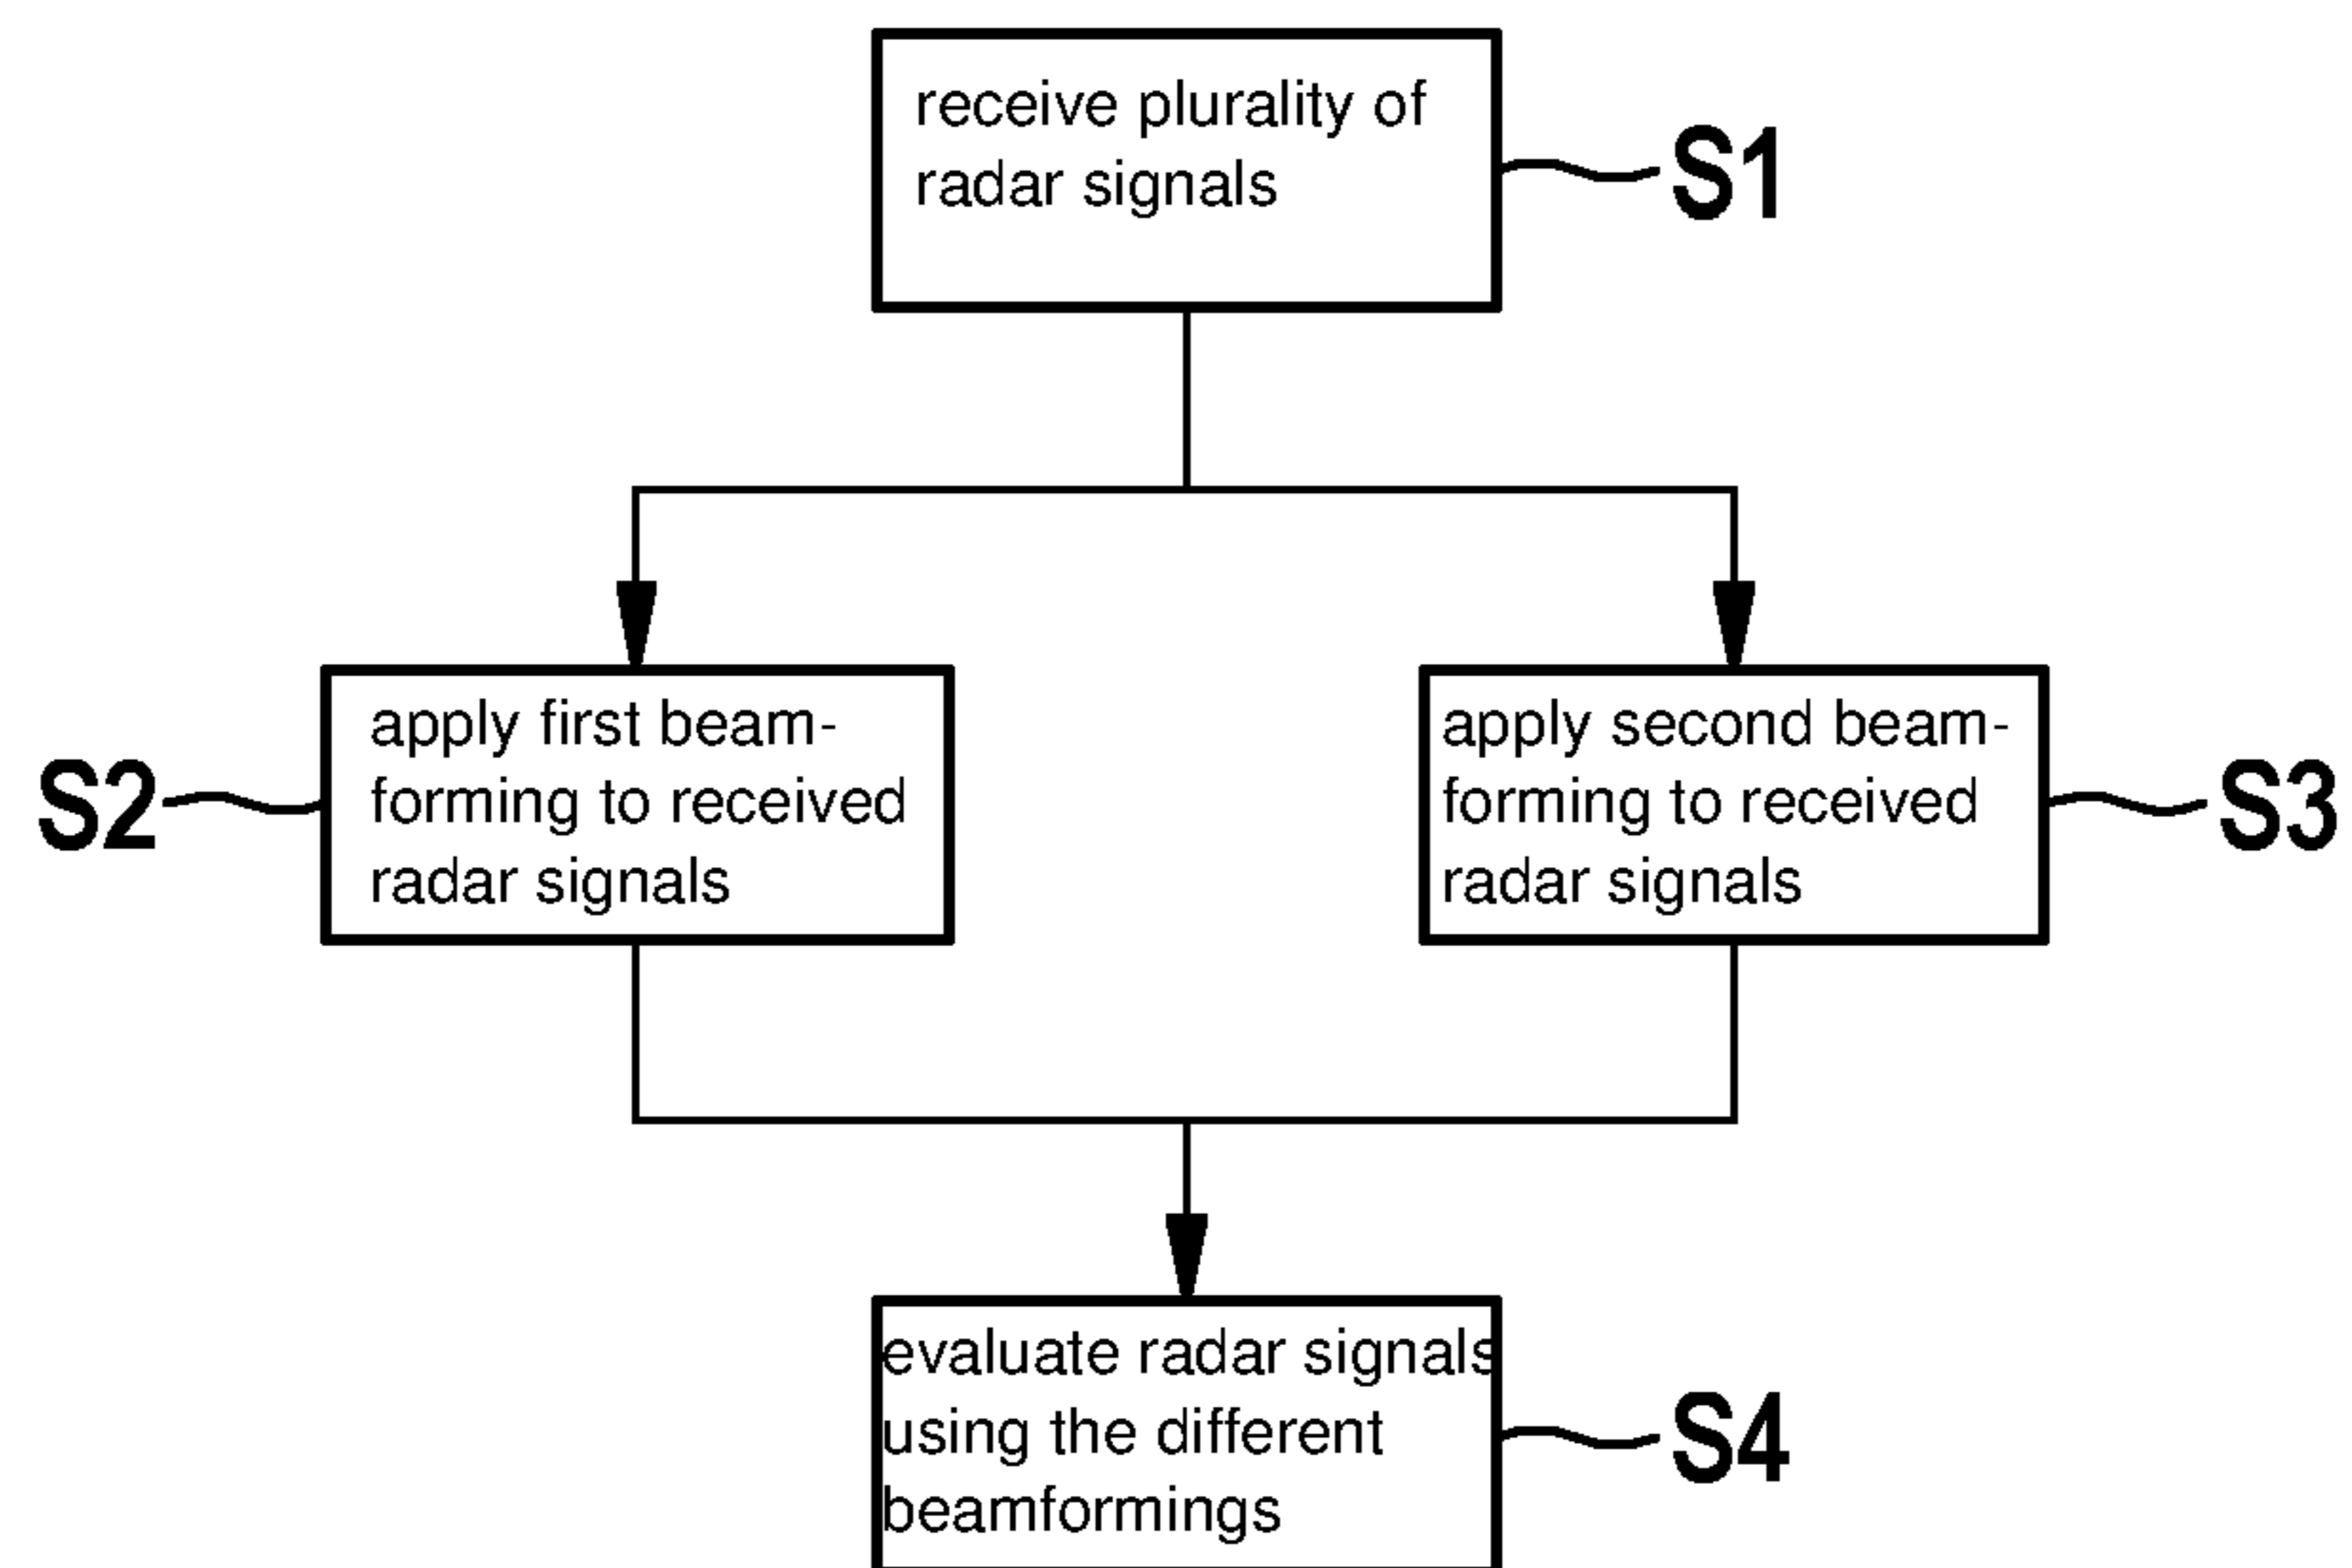 receive plurality of
radar signals
S1
S2
apply first beam-
forming to received
radar signals
apply second beam-
forming to received
radar signals
S3
evaluate radar signals
using the different
beamformings
S4